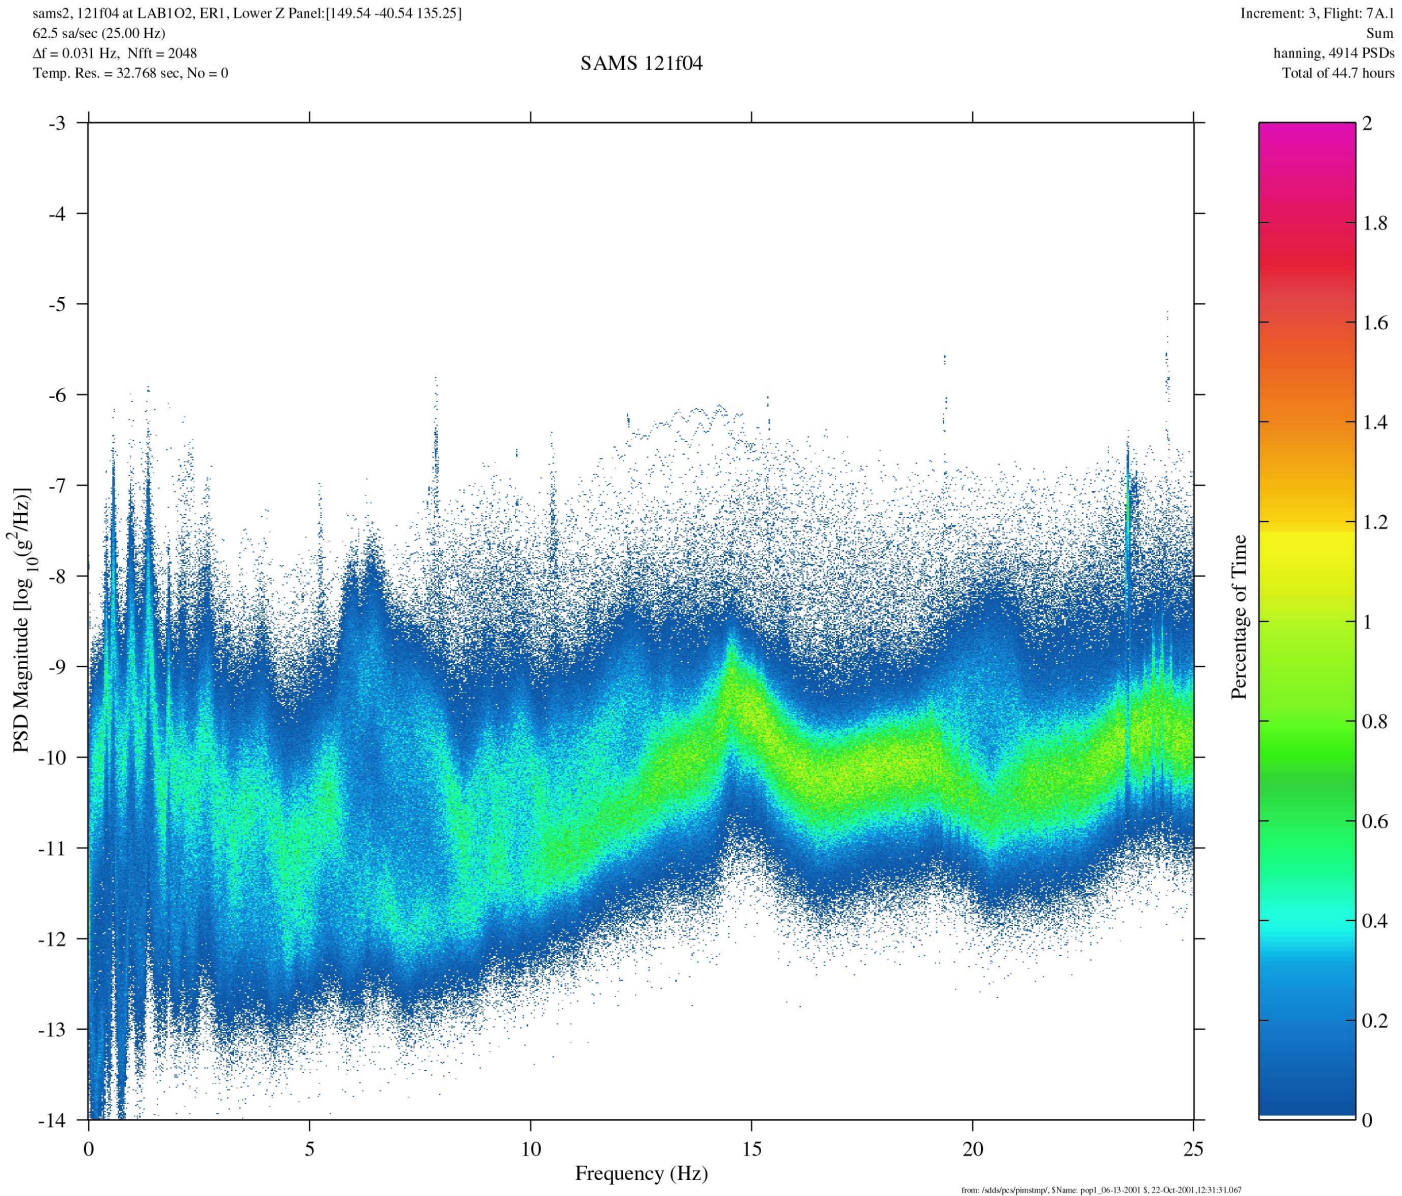 sams2, 121f04 at LAB1O2, ER1, Lower Z Panel:[149.54 -40.54 135.25]
62.5 sa/sec (25.00 Hz)
Δf = 0.031 Hz, Nfft = 2048
Temp. Res. = 32.768 sec, No = 0
Increment: 3, Flight: 7A.1
Sum
hanning, 4914 PSDs
Total of 44.7 hours
SAMS 121f04
PSD Magnitude [log 10(g2/Hz)]
-3
-4
-5
-6
-7
-8
-9
-10
-11
-12
-13
-14
0 5 10 15 20 25
Frequency (Hz)
Percentage of Time
2
1.8
1.6
1.4
1.2
1
0.8
0.6
0.4
0.2
0
from: /sdds/pcs/pimstmp/, $Name: pop1_06-13-2001 $, 22-Oct-2001,12:31:31.067